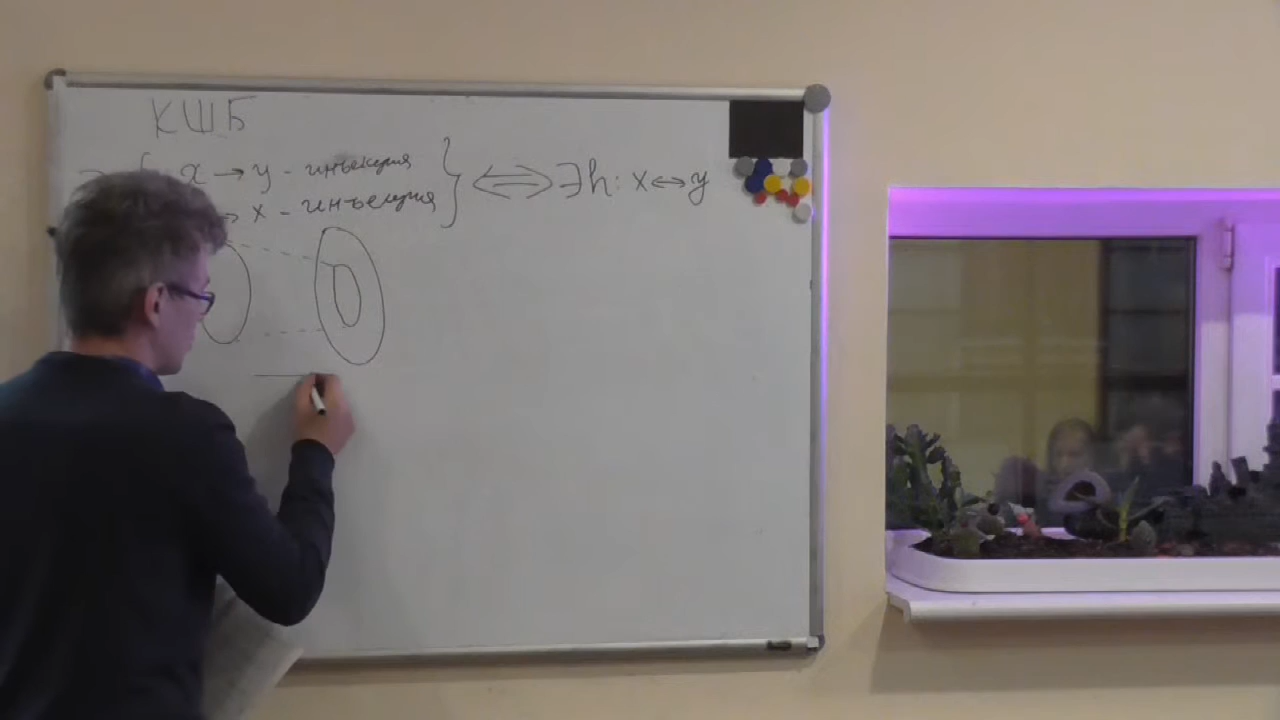 КШБ
x → y - инъекция } ⟺ ∃h: x ↔ y
→ x - инъекция